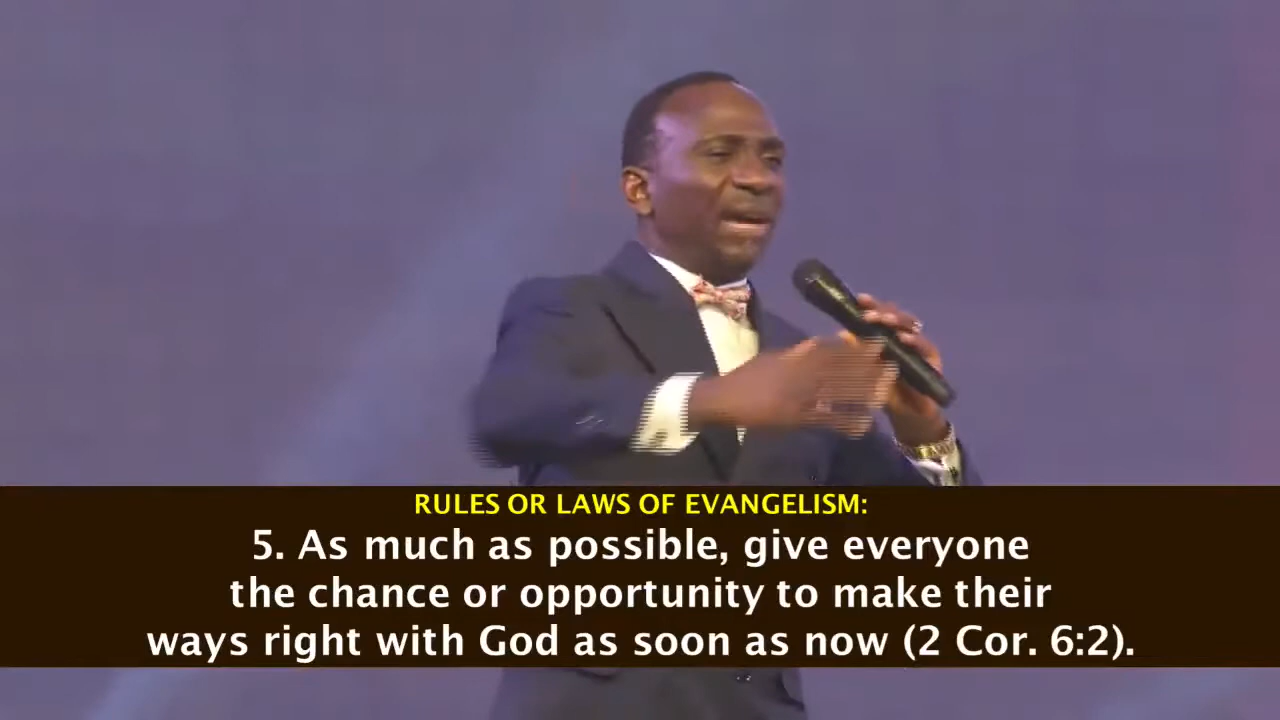 RULES OR LAWS OF EVANGELISM:
5. As much as possible, give everyone
the chance or opportunity to make their
ways right with God as soon as now (2 Cor. 6:2).